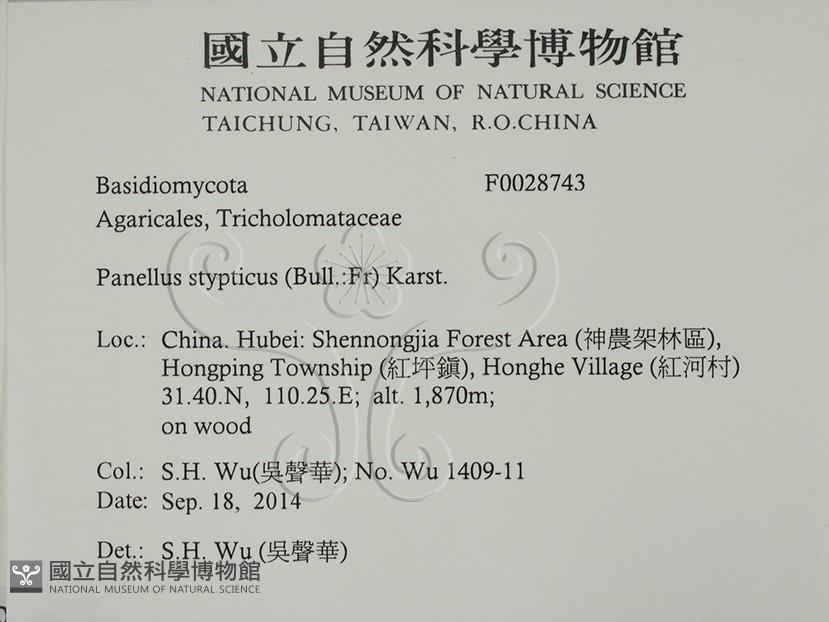 國立自然科學博物館
NATIONAL MUSEUM OF NATURAL SCIENCE
TAICHUNG, TAIWAN, R.O.CHINA
Basidiomycota F0028743
Agaricales, Tricholomataceae
Panellus stypticus (Bull.:Fr) Karst.
Loc.: China. Hubei: Shennongjia Forest Area (神農架林區),
Hongping Township (紅坪鎭), Honghe Village (紅河村)
31.40.N, 110.25.E; alt. 1,870m;
on wood
Col.: S.H. Wu(吳聲華); No. Wu 1409-11
Date: Sep. 18, 2014
Det.: S.H. Wu (吳聲華)
國立自然科學博物館
NATIONAL MUSEUM OF NATURAL SCIENCE